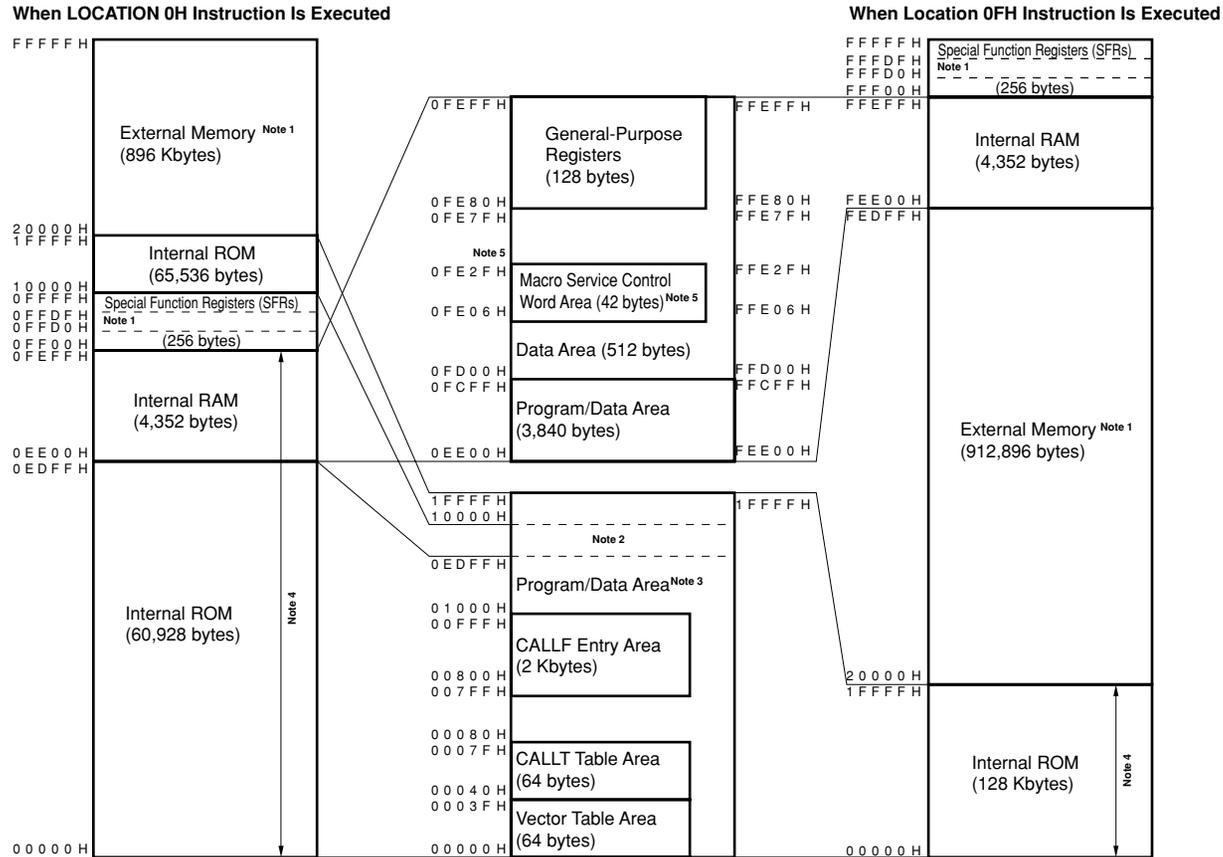 When LOCATION 0H Instruction Is Executed
When Location 0FH Instruction Is Executed
FFFFFH
External Memory Note 1
(896 Kbytes)
20000H
1FFFFH
Internal ROM
(65,536 bytes)
10000H
0FFFFH
Special Function Registers (SFRs)
0FFDFH
Note 1
0FFD0H
(256 bytes)
0FF00H
0FEFFH
Internal RAM
(4,352 bytes)
0EE00H
0EDFFH
Internal ROM
(60,928 bytes)
Note 4
00000H
0FEFFH
FFEFFH
General-Purpose
Registers
(128 bytes)
0FE80H
FFE80H
0FE7FH
FFE7FH
Note 5
0FE2FH
FFE2FH
Macro Service Control
Word Area (42 bytes) Note 5
0FE06H
FFE06H
Data Area (512 bytes)
0FD00H
FFD00H
0FCFFH
FFCFFH
Program/Data Area
(3,840 bytes)
0EE00H
FEE00H
1FFFFH
1FFFFH
10000H
Note 2
0EDFFH
Program/Data Area Note 3
01000H
00FFFH
CALLF Entry Area
(2 Kbytes)
00800H
007FFH
00080H
0007FH
CALLT Table Area
(64 bytes)
00040H
0003FH
Vector Table Area
(64 bytes)
00000H
FFFFFH
Special Function Registers (SFRs)
FFFDFH
Note 1
FFFD0H
(256 bytes)
FFF00H
FFEFFH
Internal RAM
(4,352 bytes)
FEE00H
FEDFFH
External Memory Note 1
(912,896 bytes)
20000H
1FFFFH
Internal ROM
(128 Kbytes)
Note 4
00000H